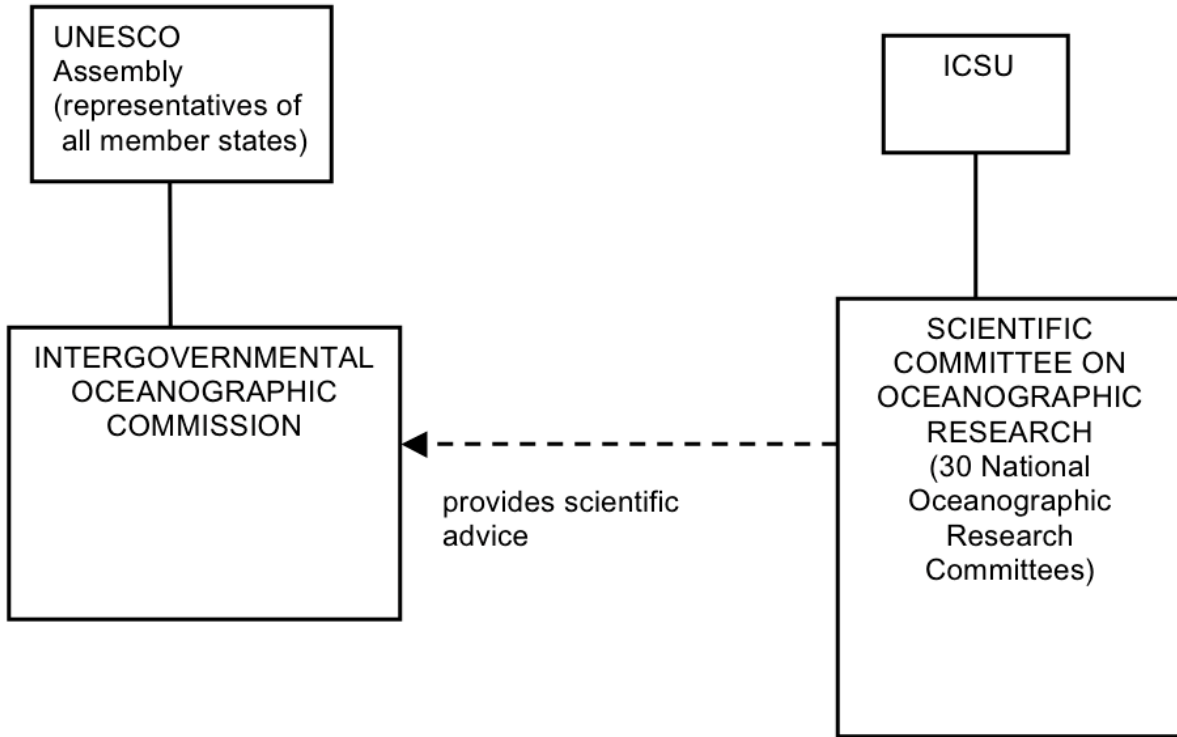 UNESCO
Assembly
(representatives of
all member states)
ICSU
INTERGOVERNMENTAL
OCEANOGRAPHIC
COMMISSION
provides scientific
advice
SCIENTIFIC
COMMITTEE ON
OCEANOGRAPHIC
RESEARCH
(30 National
Oceanographic
Research
Committees)